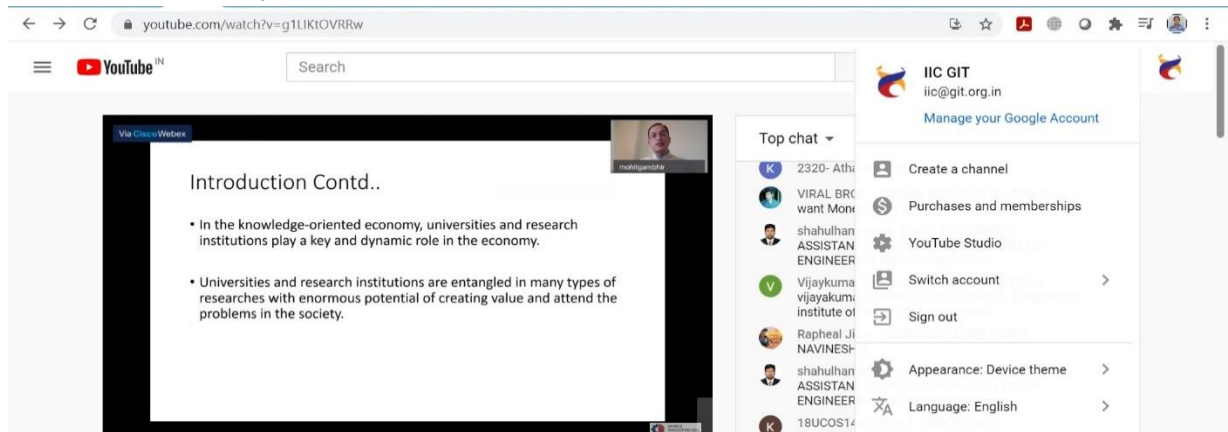 youtube.com/watch?v=g1LIKtOVRRw
YouTube IN
Search
Via Cisco Webex
mohitgambhir
Introduction Contd..
• In the knowledge-oriented economy, universities and research
institutions play a key and dynamic role in the economy.
• Universities and research institutions are entangled in many types of
researches with enormous potential of creating value and attend the
problems in the society.
Top chat
K 2320- Atha
VIRAL BRO
want Mone
shahulham
ASSISTAN
ENGINEER
V Vijaykuma
vijayakuma
institute of
Rapheal Ji
NAVINESH
shahulham
ASSISTAN
ENGINEER
K 18UCOS14
IIC GIT
iic@git.org.in
Manage your Google Account
Create a channel
Purchases and memberships
YouTube Studio
Switch account
Sign out
Appearance: Device theme
Language: English